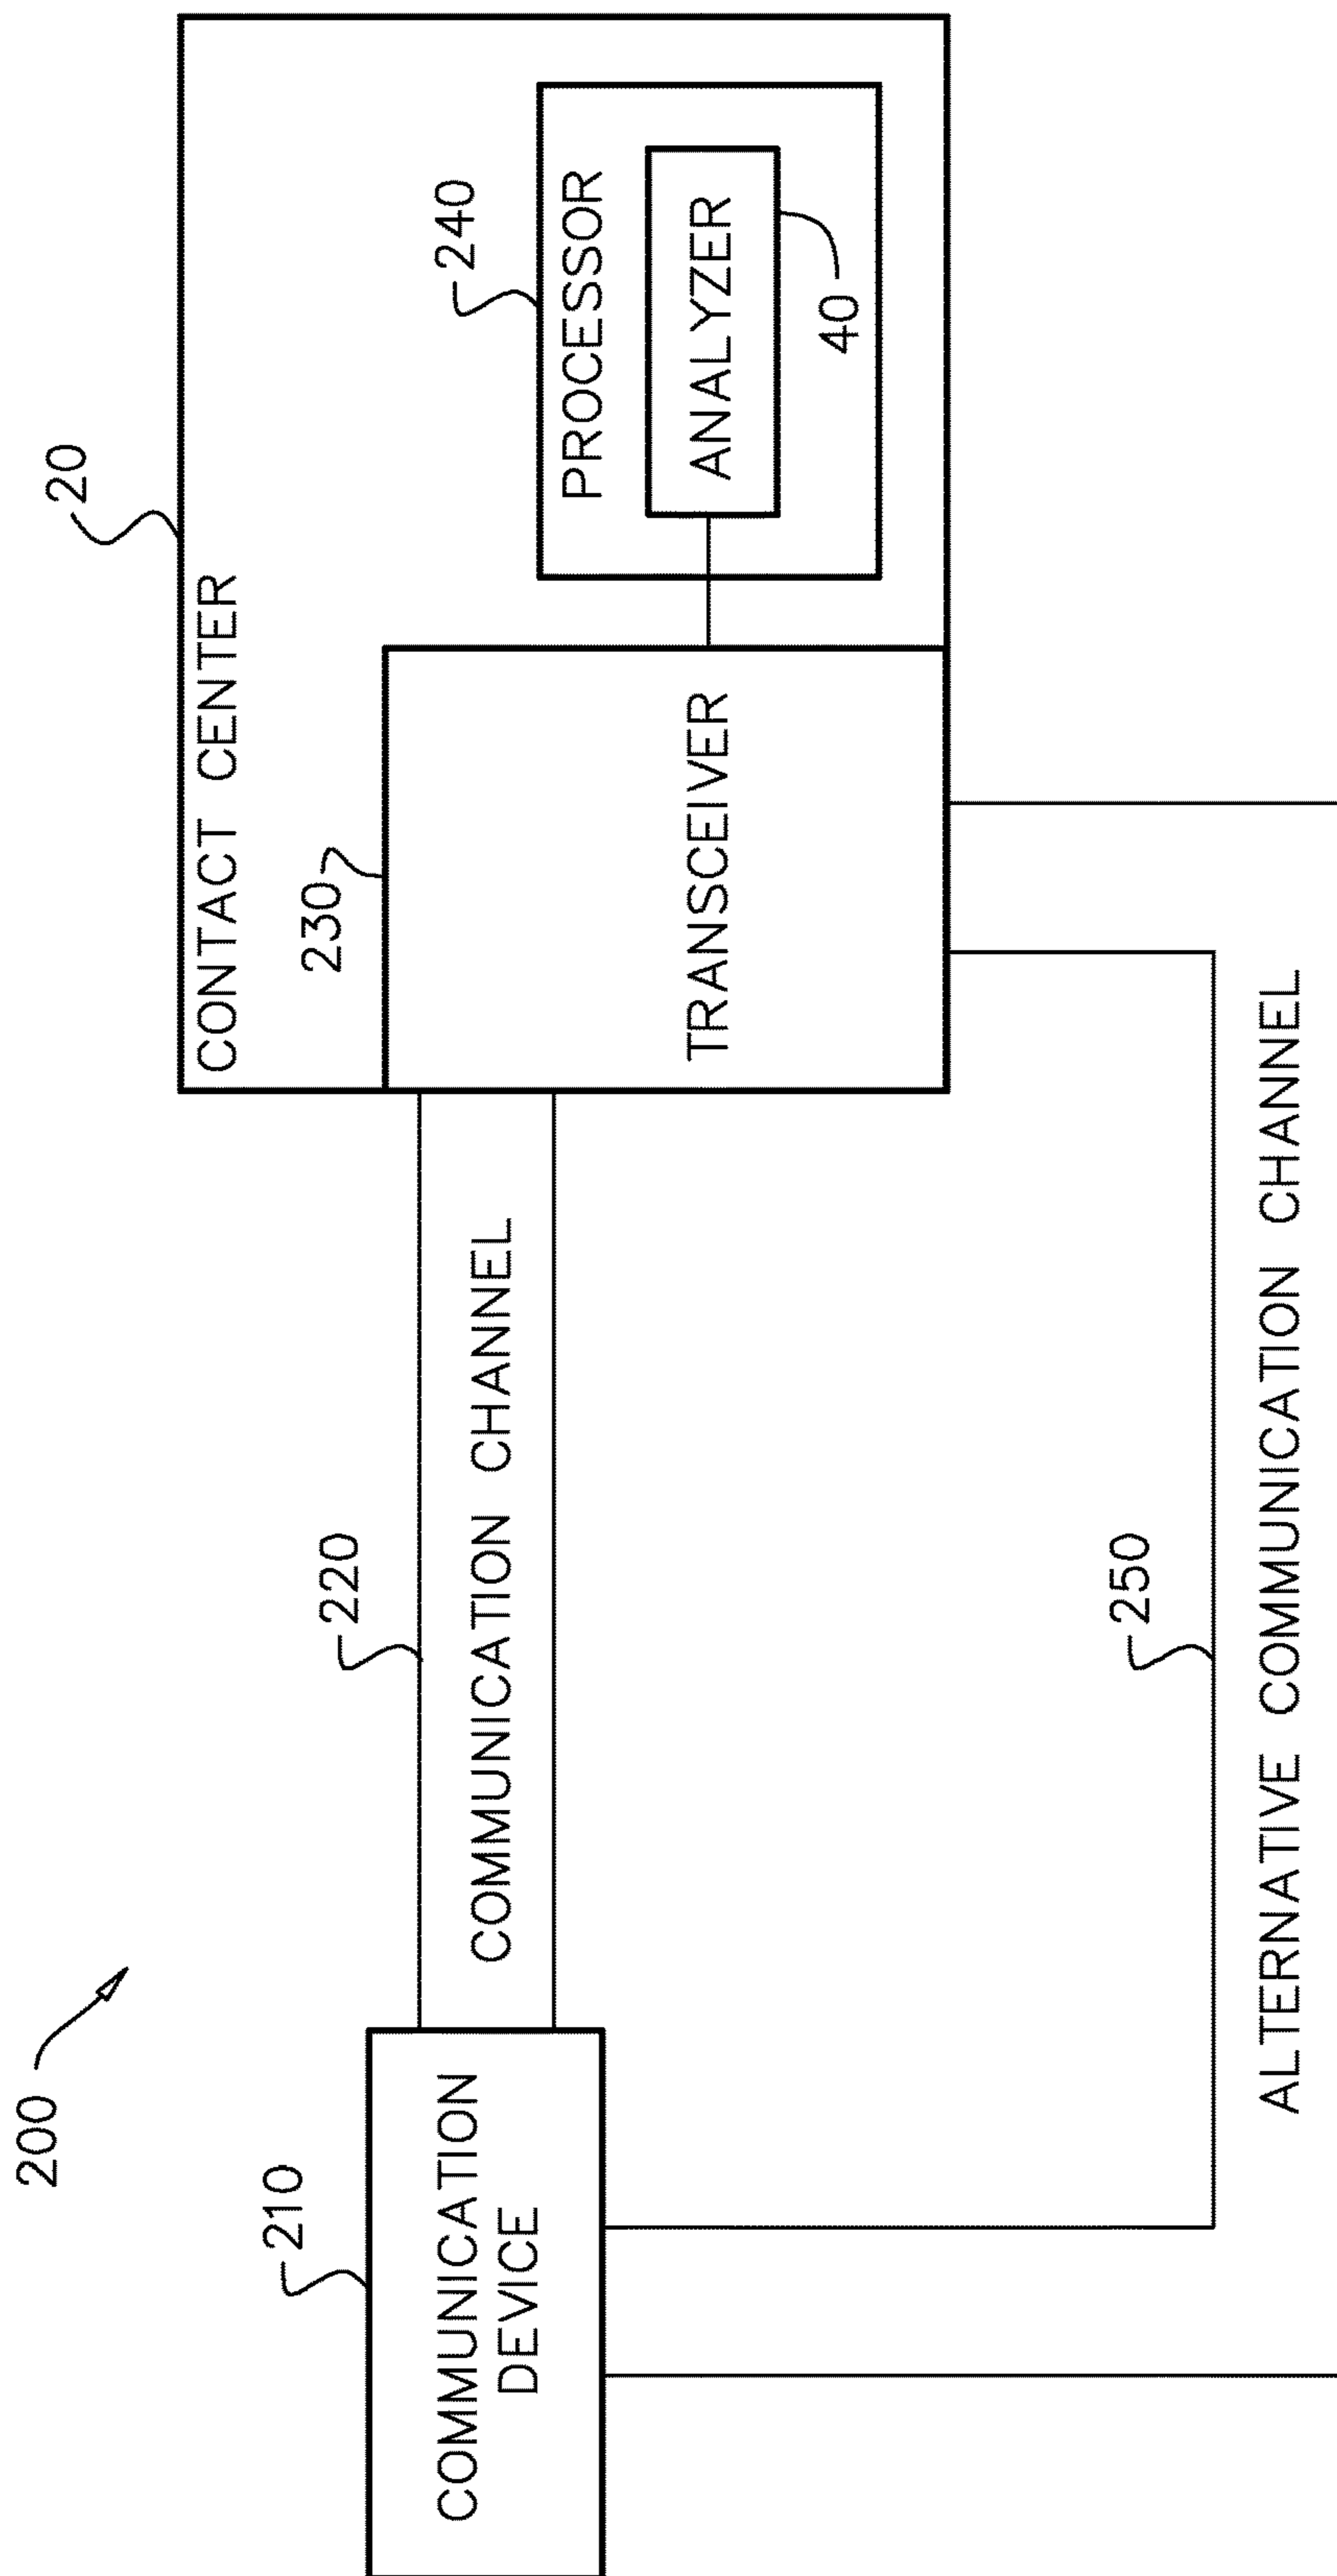 200
20
CONTACT CENTER
210
220
230
240
COMMUNICATION
DEVICE
COMMUNICATION CHANNEL
TRANSCEIVER
PROCESSOR
ANALYZER
40
250
ALTERNATIVE COMMUNICATION CHANNEL